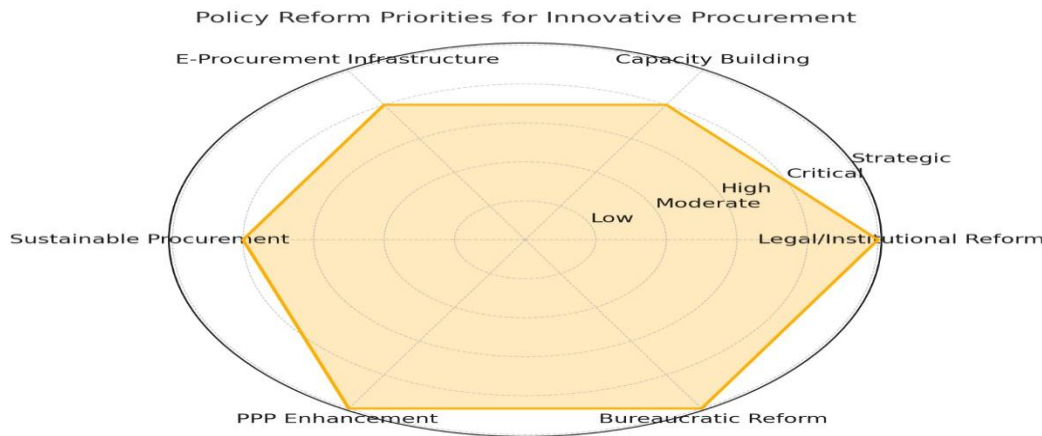 Policy Reform Priorities for Innovative Procurement
E-Procurement Infrastructure
Capacity Building
Strategic
Critical
High
Moderate
Low
Sustainable Procurement
Legal/Institutional Reform
PPP Enhancement
Bureaucratic Reform